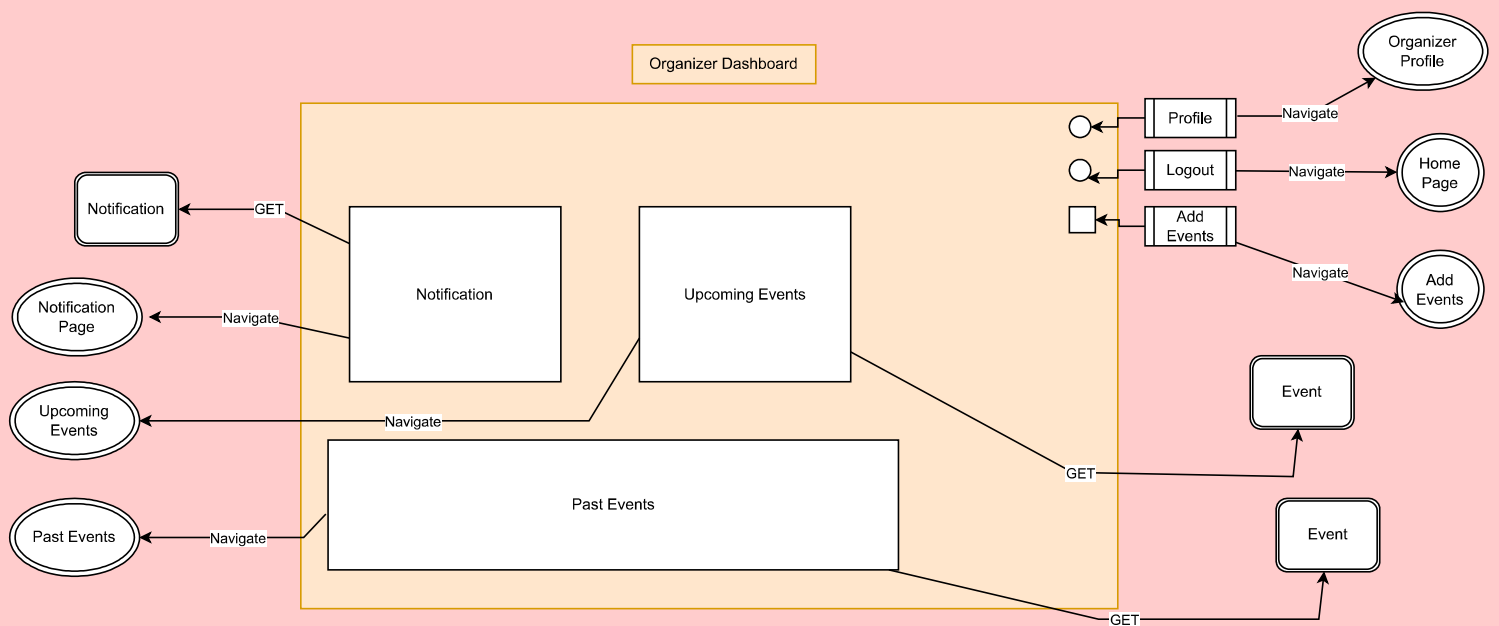 Organizer Dashboard
Organizer
Profile
Profile
Navigate
Logout
Navigate
Home
Page
Add
Events
Navigate
Add
Events
Notification
GET
Notification
Upcoming Events
Notification
Page
Navigate
Upcoming
Events
Navigate
Event
GET
Past Events
Past Events
Navigate
Event
GET